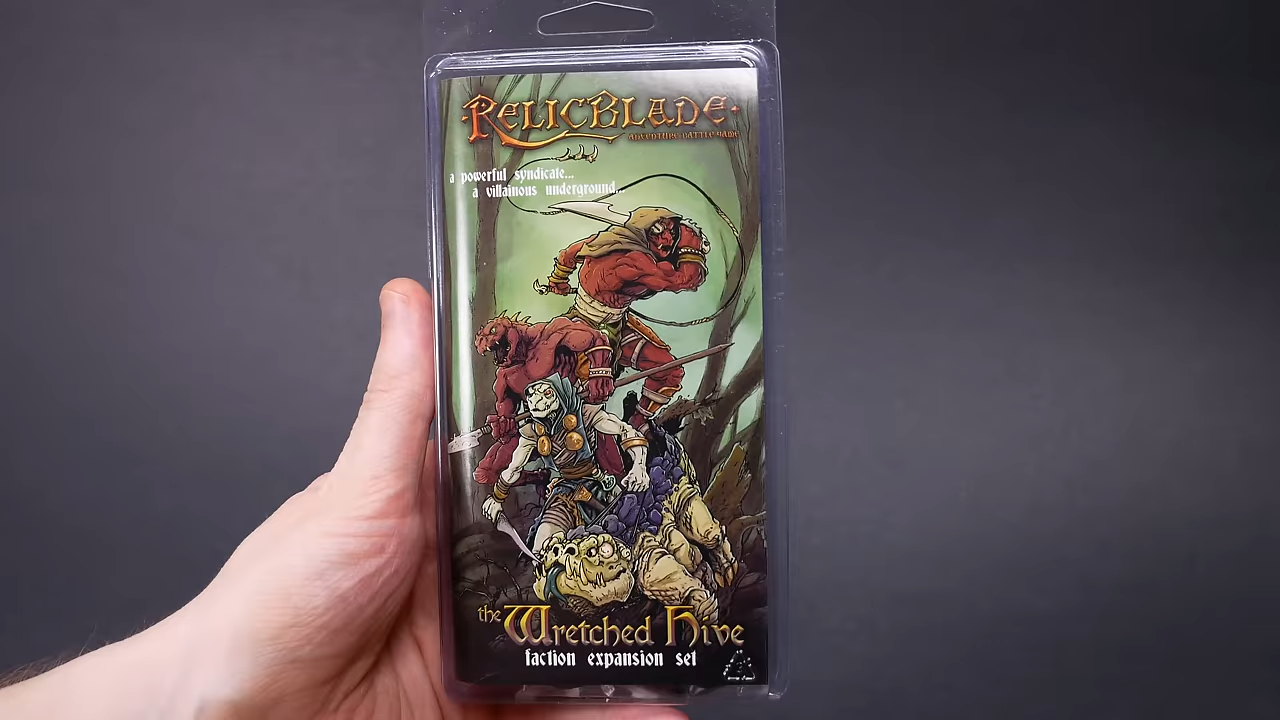 RELICBLADE
ADVENTURE BATTLE GAME
a powerful syndicate...
a villainous underground...
the Wretched Hive
faction expansion set